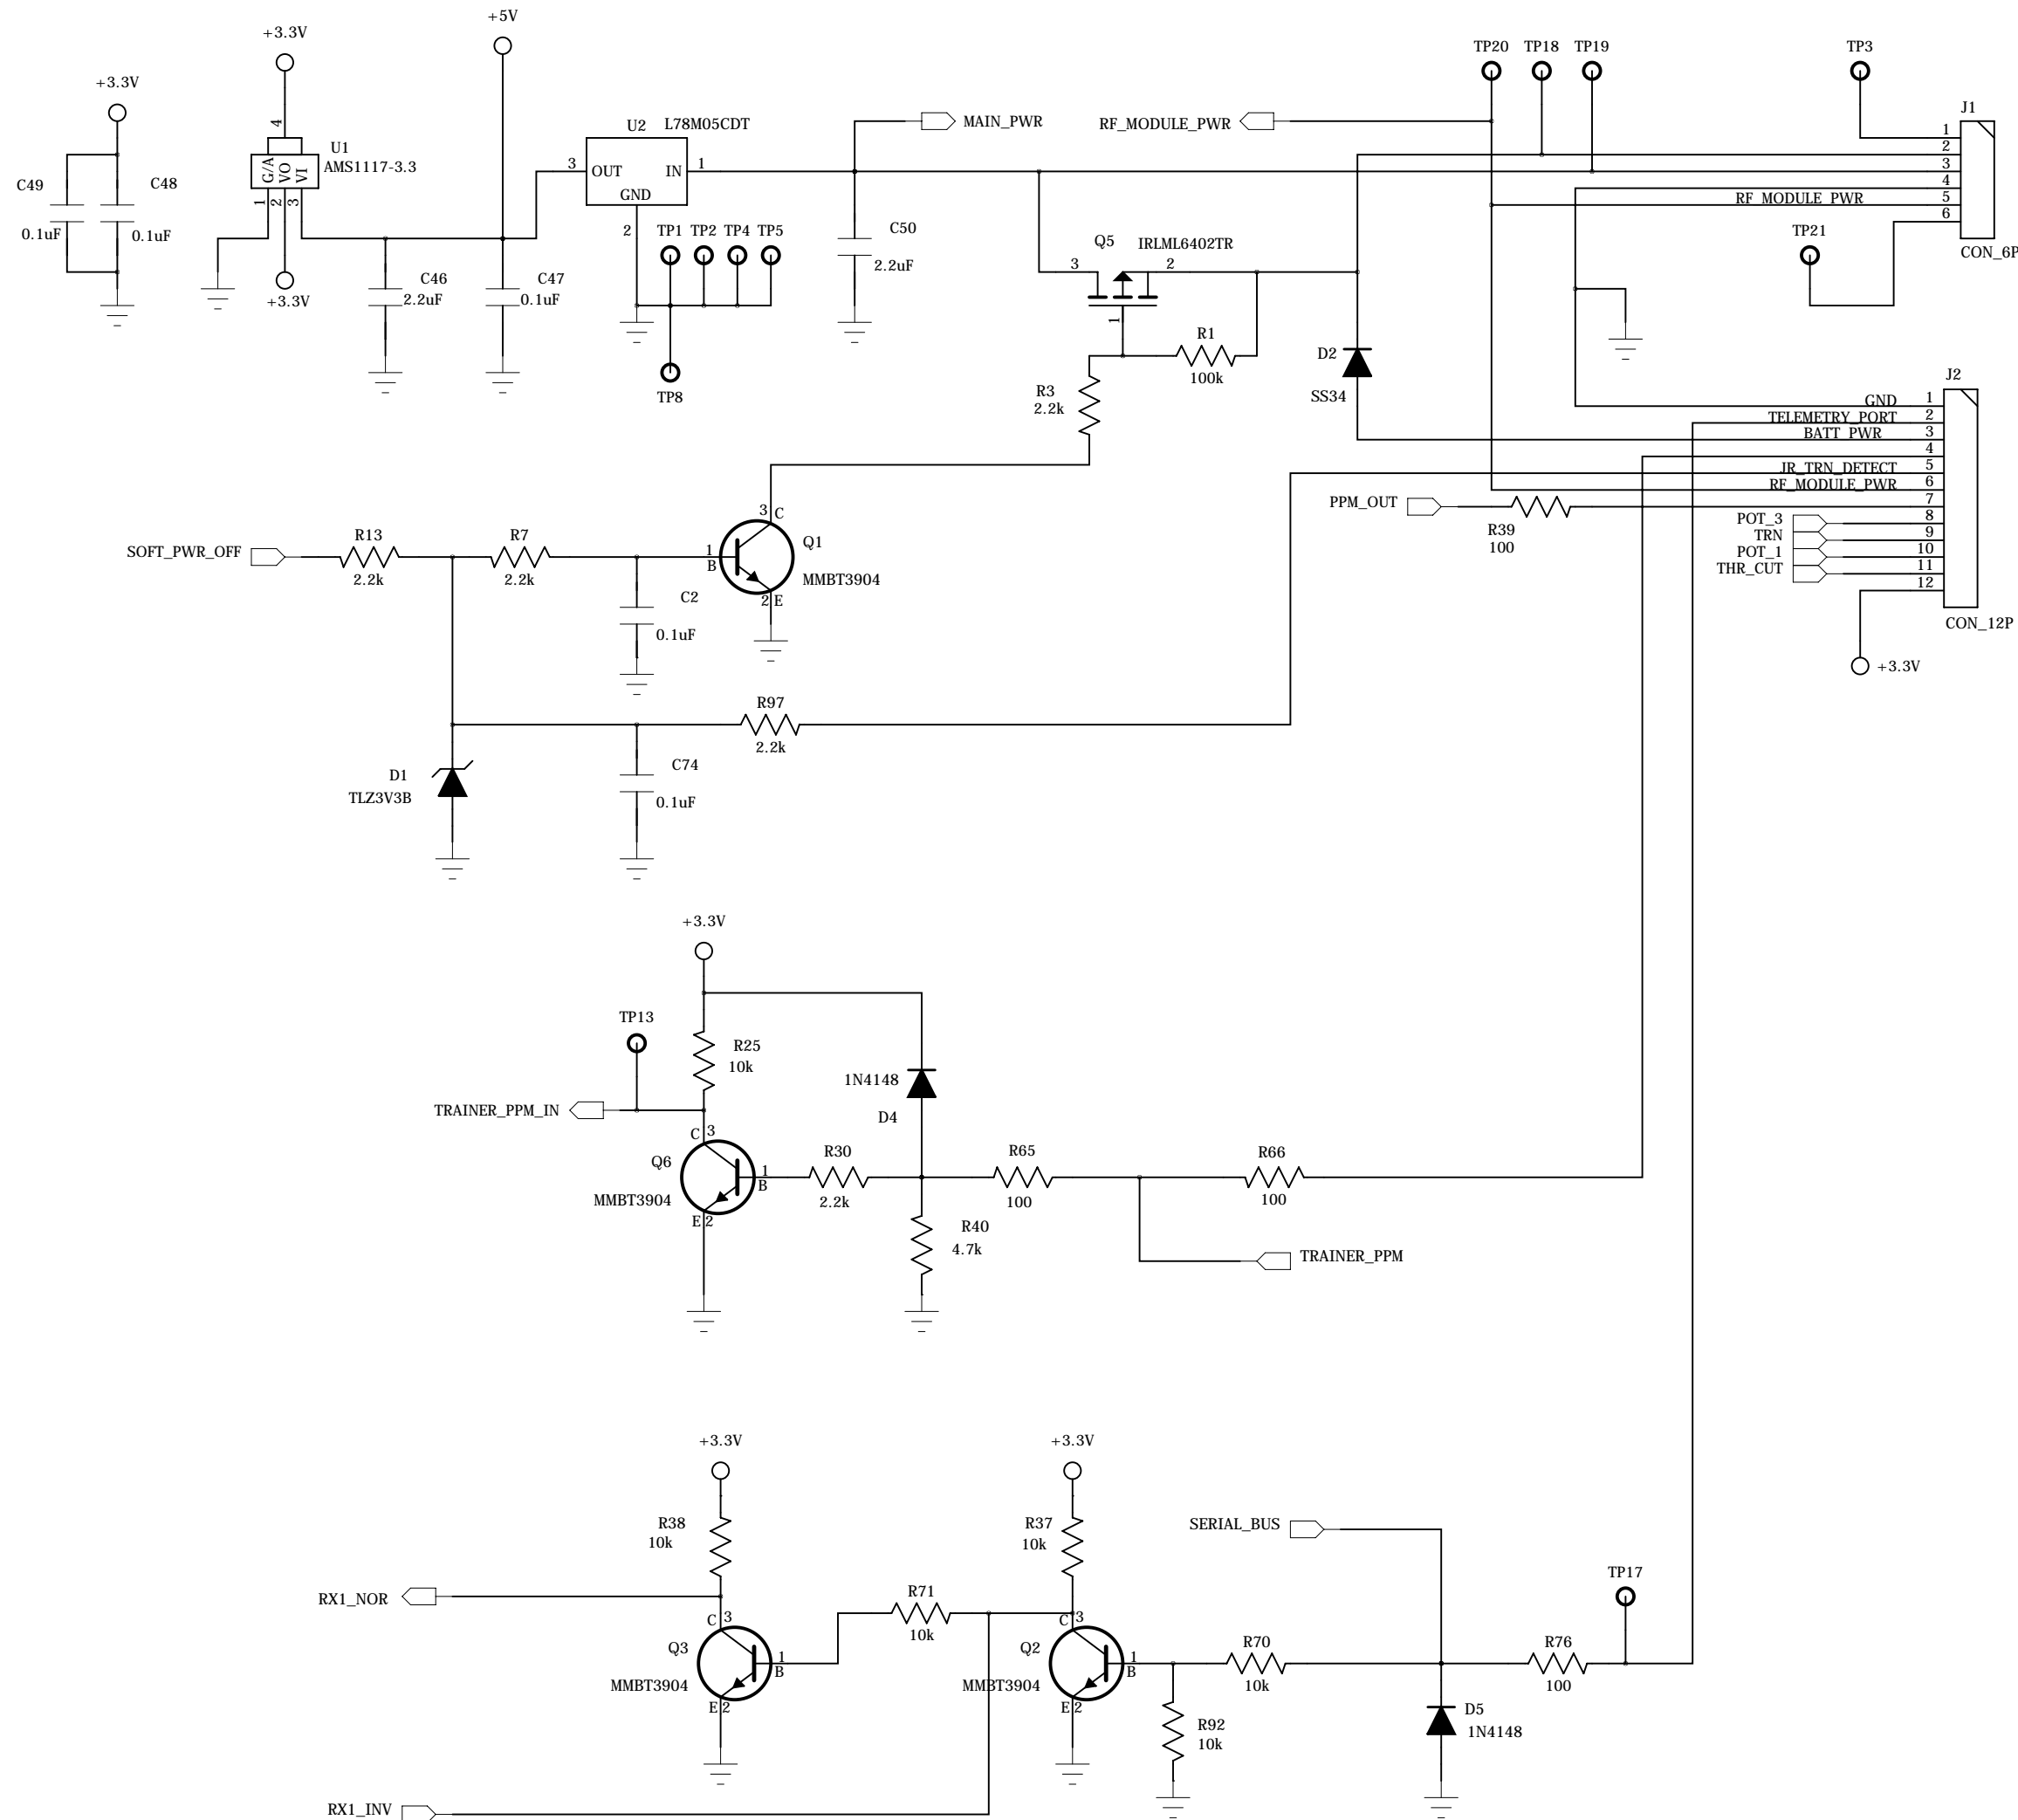 +5V
+3.3V
TP20 TP18 TP19 TP3
+3.3V
J1
4
U2 L78M05CDT
MAIN_PWR
RF_MODULE_PWR
1
2
3
4
5
6
U1
AMS1117-3.3
G/A VO VI
1 2 3
3 OUT IN 1
GND
2
C49
0.1uF
C48
0.1uF
RF_MODULE_PWR
CON_6P
TP1 TP2 TP4 TP5
C50
2.2uF
Q5 IRLML6402TR
3 2
1
TP21
+3.3V
C46
2.2uF
C47
0.1uF
R1
100k
D2
SS34
TP8
R3
2.2k
J2
GND 1
TELEMETRY_PORT 2
BATT_PWR 3
4
JR_TRN_DETECT 5
RF_MODULE_PWR 6
PPM_OUT 7
R39
100
POT_3 8
TRN 9
POT_1 10
THR_CUT 11
12
CON_12P
+3.3V
3 C
SOFT_PWR_OFF
R13
2.2k
R7
2.2k
1
B
Q1
MMBT3904
2 E
C2
0.1uF
R97
2.2k
D1
TLZ3V3B
C74
0.1uF
+3.3V
TP13
R25
10k
1N4148
D4
TRAINER_PPM_IN
C 3
Q6
MMBT3904
1
B
E 2
R30
2.2k
R65
100
R66
100
R40
4.7k
TRAINER_PPM
+3.3V
+3.3V
R38
10k
R37
10k
SERIAL_BUS
TP17
RX1_NOR
R71
10k
C 3
Q3
MMBT3904
1
B
E 2
C 3
Q2
MMBT3904
1
B
E 2
R70
10k
R76
100
R92
10k
D5
1N4148
RX1_INV